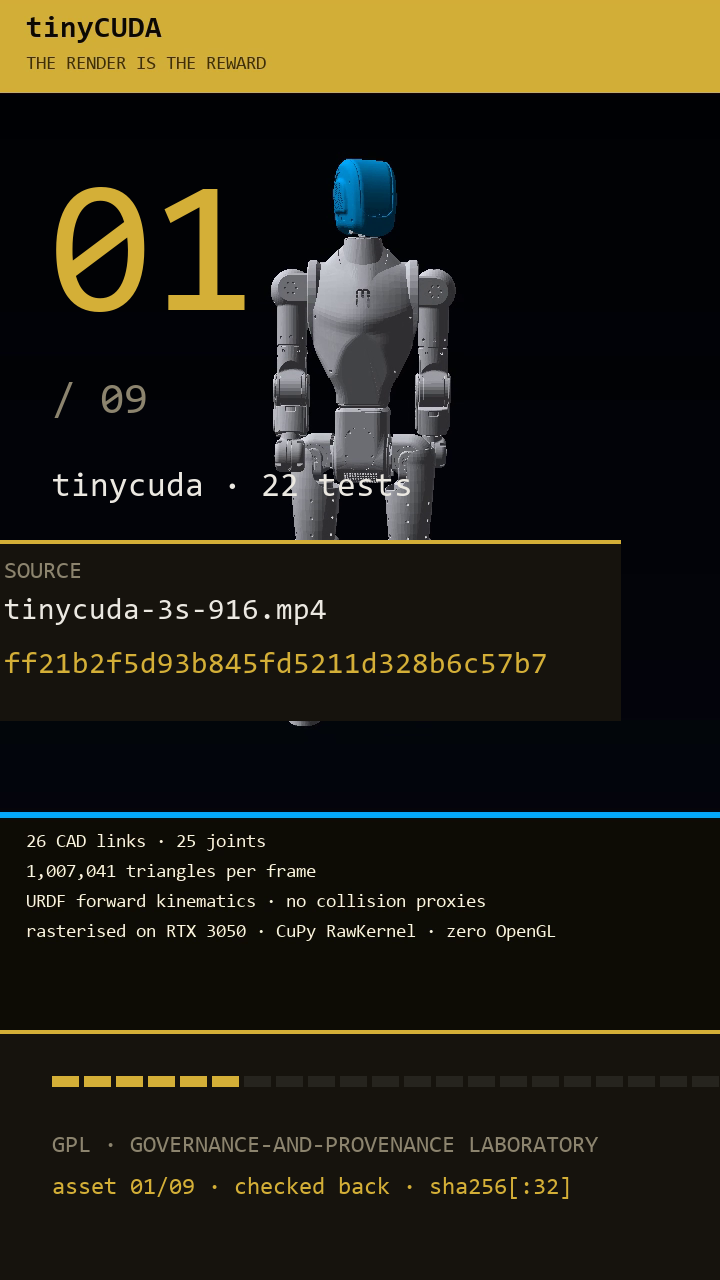 tinyCUDA
THE RENDER IS THE REWARD
01
/ 09
tinycuda · 22 tests
SOURCE
tinycuda-3s-916.mp4
ff21b2f5d93b845fd5211d328b6c57b7
26 CAD links · 25 joints
1,007,041 triangles per frame
URDF forward kinematics · no collision proxies
rasterised on RTX 3050 · CuPy RawKernel · zero OpenGL
GPL · GOVERNANCE-AND-PROVENANCE LABORATORY
asset 01/09 · checked back · sha256[:32]